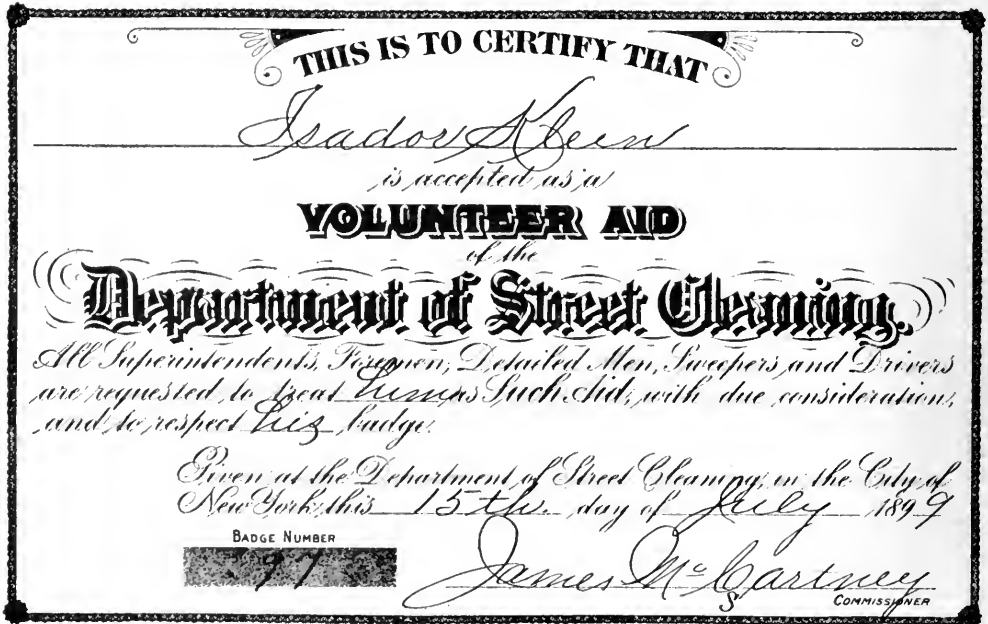 THIS IS TO CERTIFY THAT
Isador Klein
is accepted as a
VOLUNTEER AID
of the
Department of Street Cleaning.
All Superintendents, Foremen, Detailed Men, Sweepers and Drivers
are requested to treat him as Such Aid, with due consideration,
and to respect his badge.
Given at the Department of Street Cleaning, in the City of
New York, this 15th day of July 1899
BADGE NUMBER
97
James McCartney
COMMISSIONER